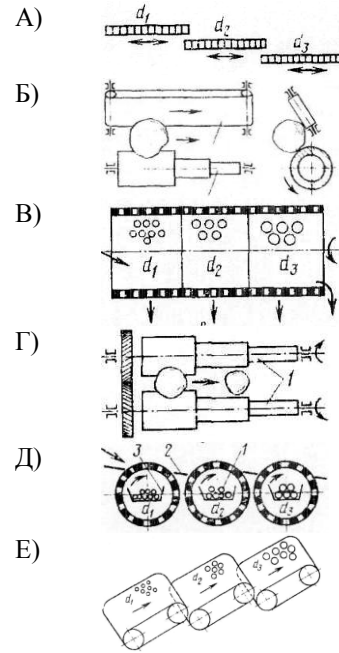 А)
d₁ d₂ d₃
Б)
В)
d₁ d₂ d₃
Г)
1
Д)
3 2 1
d₁ d₂ d₃
Е)
d₁ d₂ d₃